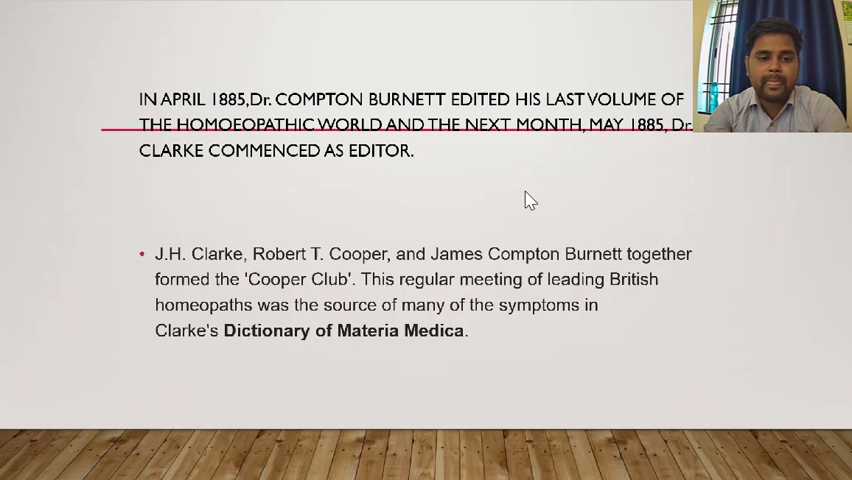 IN APRIL 1885,Dr. COMPTON BURNETT EDITED HIS LAST VOLUME OF
THE HOMOEOPATHIC WORLD AND THE NEXT MONTH, MAY 1885, Dr.
CLARKE COMMENCED AS EDITOR.
• J.H. Clarke, Robert T. Cooper, and James Compton Burnett together
formed the 'Cooper Club'. This regular meeting of leading British
homeopaths was the source of many of the symptoms in
Clarke's Dictionary of Materia Medica.